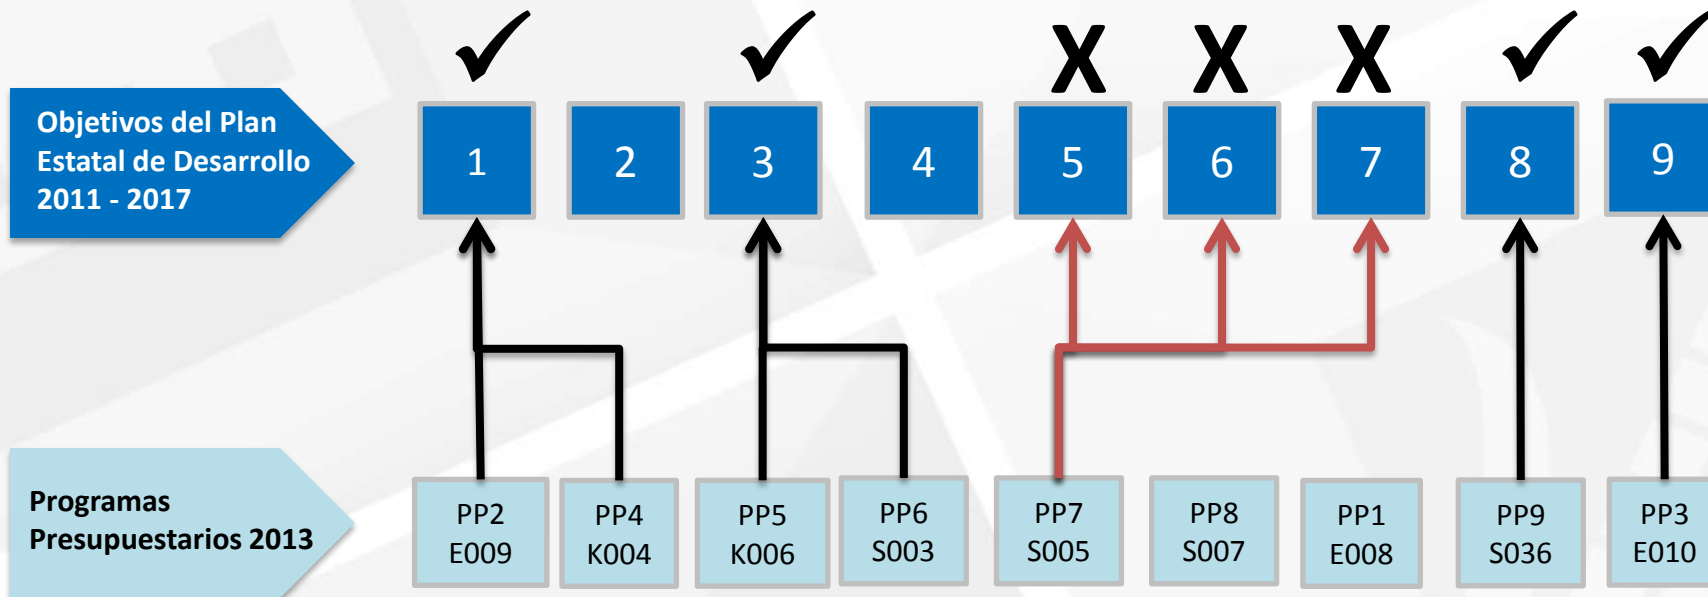 ✓ ✓ X X X ✓ ✓
Objetivos del Plan
Estatal de Desarrollo
2011 - 2017
1 2 3 4 5 6 7 8 9
Programas
Presupuestarios 2013
PP2 PP4 PP5 PP6 PP7 PP8 PP1 PP9 PP3
E009 K004 K006 S003 S005 S007 E008 S036 E010